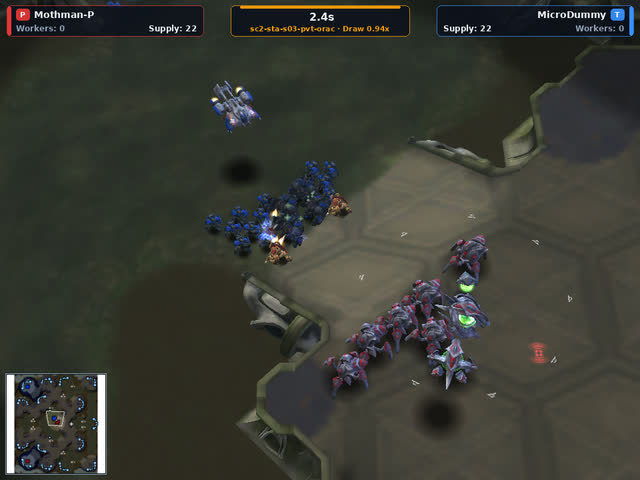 P Mothman-P
Workers: 0 Supply: 22
2.4s
sc2-sta-s03-pvt-orac · Draw 0.94x
MicroDummy T
Supply: 22 Workers: 0